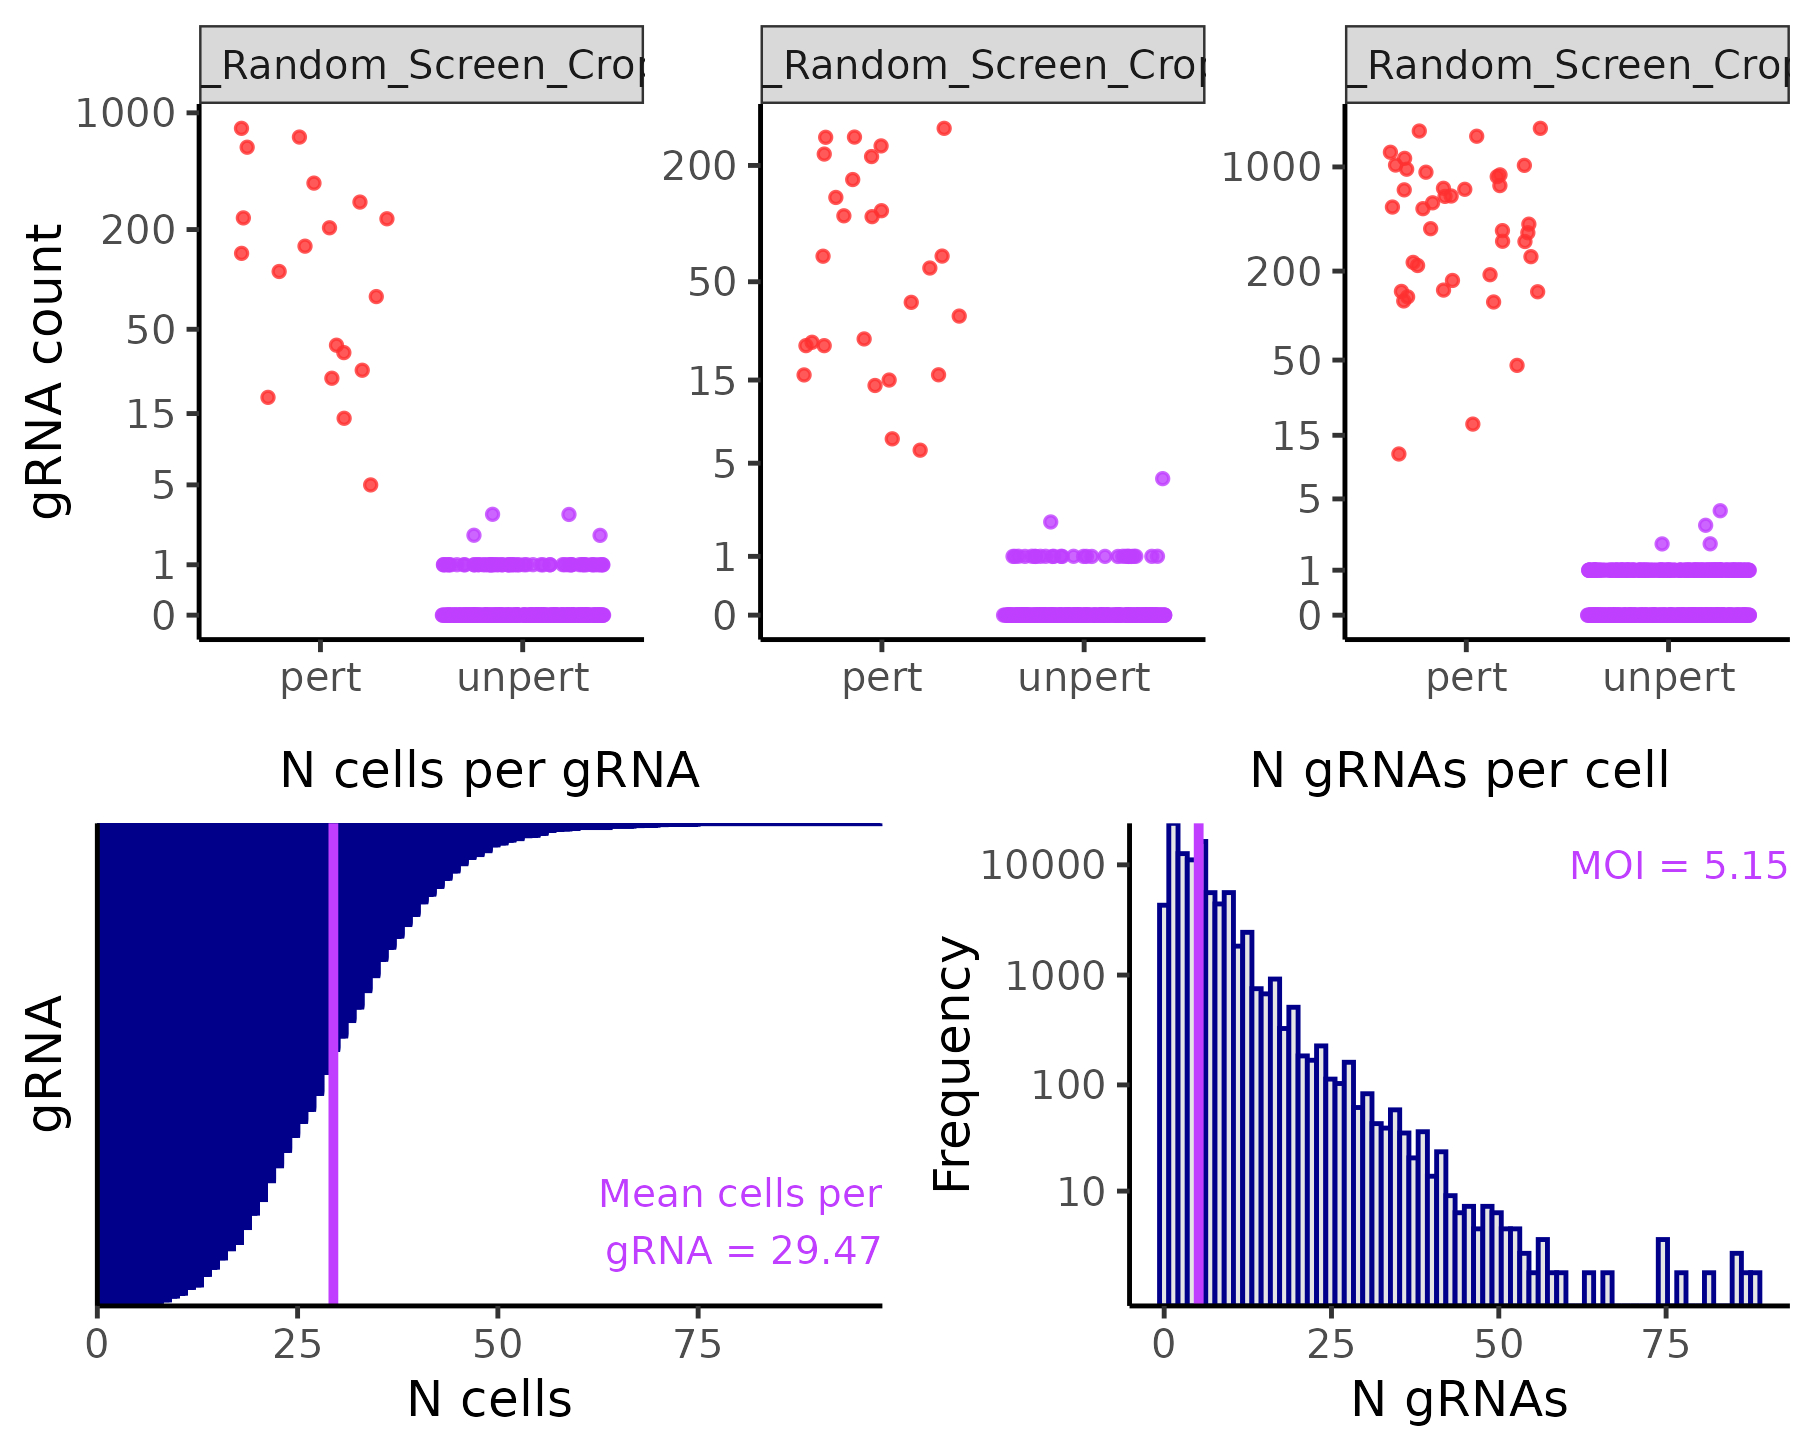 _Random_Screen_Crop
_Random_Screen_Crop
_Random_Screen_Crop
gRNA count
1000
200
50
15
5
1
0
pert
unpert
200
50
15
5
1
0
pert
unpert
1000
200
50
15
5
1
0
pert
unpert
N cells per gRNA
gRNA
Mean cells per
gRNA = 29.47
0
25
50
75
N cells
N gRNAs per cell
Frequency
10000
1000
100
10
MOI = 5.15
0
25
50
75
N gRNAs